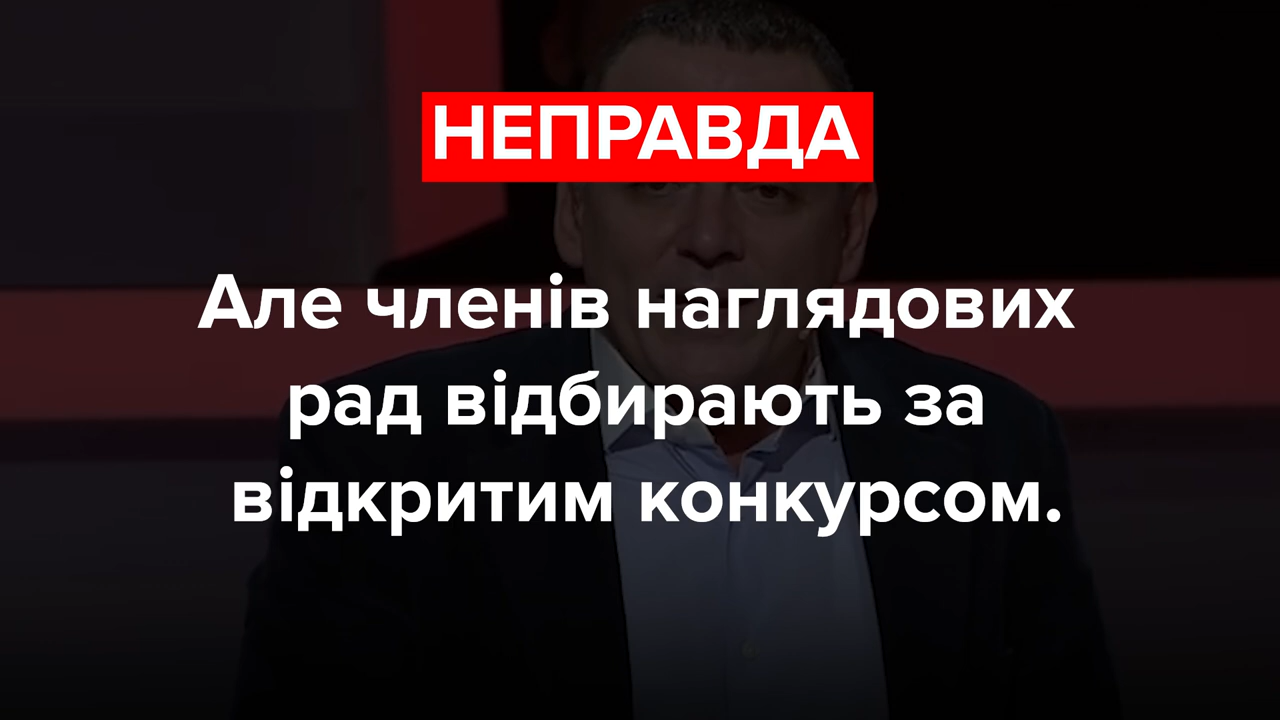 НЕПРАВДА
Але членів наглядових
рад відбирають за
відкритим конкурсом.